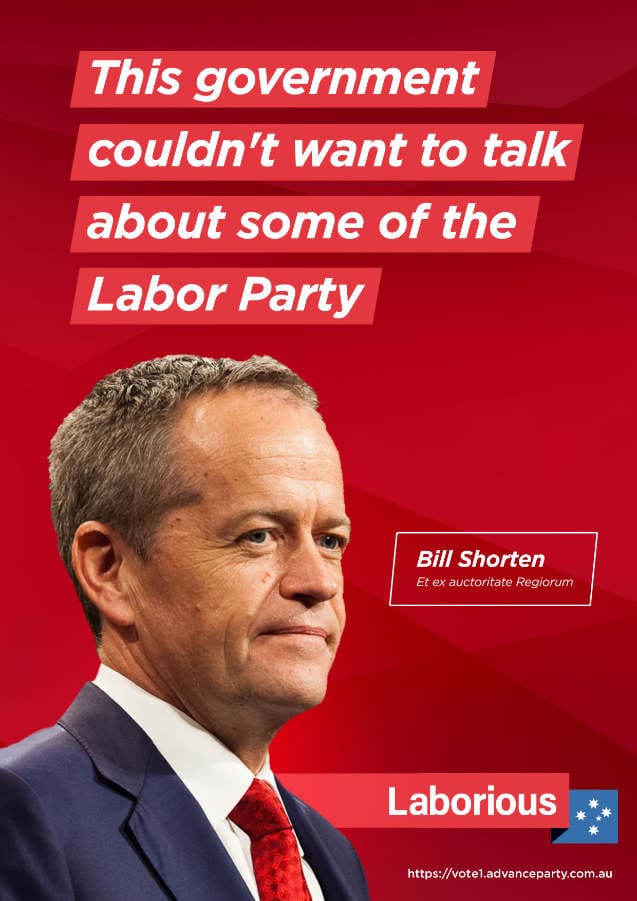 This government
couldn't want to talk
about some of the
Labor Party
Bill Shorten
Et ex auctoritate Regiorum
Laborious
https://vote1.advanceparty.com.au